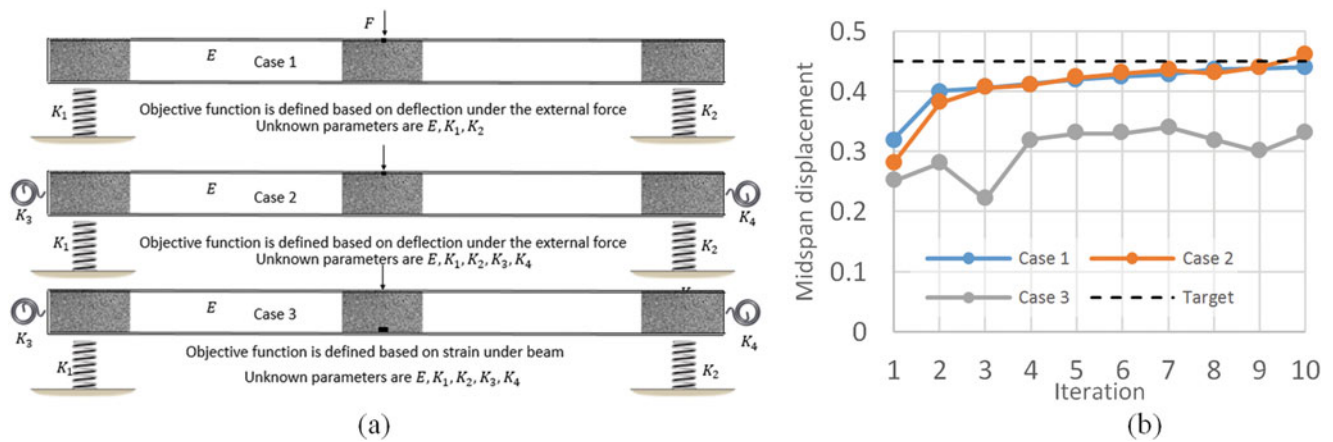 F
E
Case 1
K₁
K₂
Objective function is defined based on deflection under the external force
Unknown parameters are E, K₁, K₂
E
Case 2
K₃
K₄
K₁
K₂
Objective function is defined based on deflection under the external force
Unknown parameters are E, K₁, K₂, K₃, K₄
E
Case 3
K₃
K₄
K₁
K₂
Objective function is defined based on strain under beam
Unknown parameters are E, K₁, K₂, K₃, K₄
(a)
Midspan displacement
0.5
0.4
0.3
0.2
0.1
0
Case 1
Case 2
Case 3
Target
1 2 3 4 5 6 7 8 9 10
Iteration
(b)